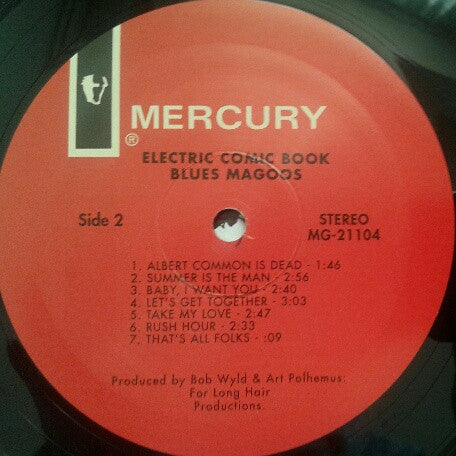 MERCURY
®
ELECTRIC COMIC BOOK
BLUES MAGOOS
Side 2
STEREO
MG-21104
1. ALBERT COMMON IS DEAD - 1:46
2. SUMMER IS THE MAN - 2:56
3. BABY, I WANT YOU - 2:40
4. LET'S GET TOGETHER - 3:03
5. TAKE MY LOVE - 2:47
6. RUSH HOUR - 2:33
7. THAT'S ALL FOLKS - :09
Produced by Bob Wyld & Art Polhemus:
For Long Hair
Productions.